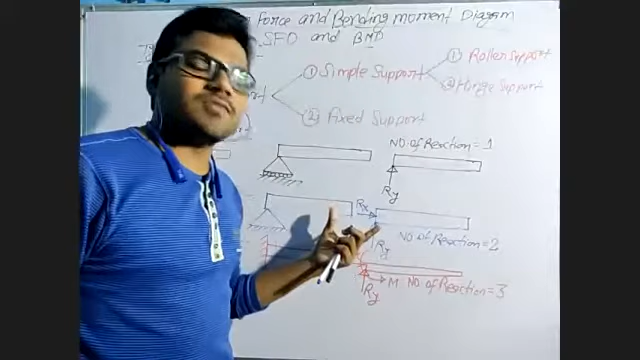 Force and Bending moment Diagram
SFD and BMD
① Simple Support
① Roller Support
② Hinge Support
② Fixed Support
No. of Reaction = 1
Ry
Rx
Ry
No. of Reaction = 2
M
Ry
No. of Reaction = 3